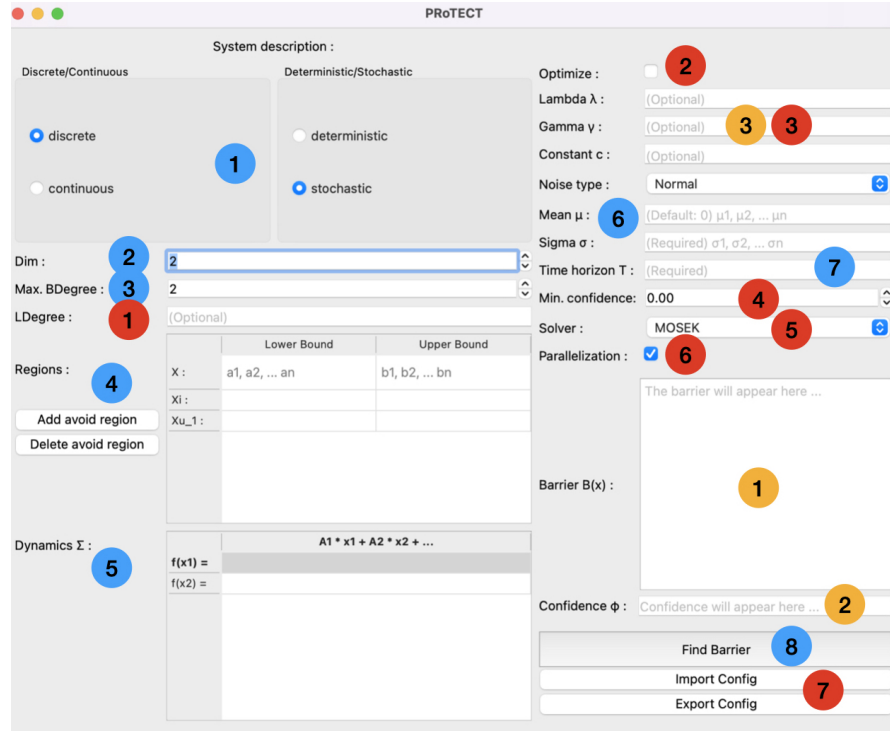 PRoTECT
System description :
Discrete/Continuous
Deterministic/Stochastic
discrete
continuous
1
deterministic
stochastic
Dim :
2
2
Max. BDegree :
3
2
LDegree :
1
(Optional)
Regions :
4
Add avoid region
Delete avoid region
Lower Bound Upper Bound
X : a1, a2, ... an b1, b2, ... bn
Xi :
Xu_1 :
Dynamics Σ :
5
A1 * x1 + A2 * x2 + ...
f(x1) =
f(x2) =
Optimize :
2
Lambda λ :
(Optional)
Gamma γ :
(Optional)
3
3
Constant c :
(Optional)
Noise type :
Normal
Mean μ :
6
(Default: 0) μ1, μ2, ... μn
Sigma σ :
(Required) σ1, σ2, ... σn
Time horizon T :
(Required)
7
Min. confidence:
0.00
4
Solver :
MOSEK
5
Parallelization :
6
The barrier will appear here ...
Barrier B(x) :
1
Confidence ϕ :
Confidence will appear here ...
2
Find Barrier
8
Import Config
7
Export Config